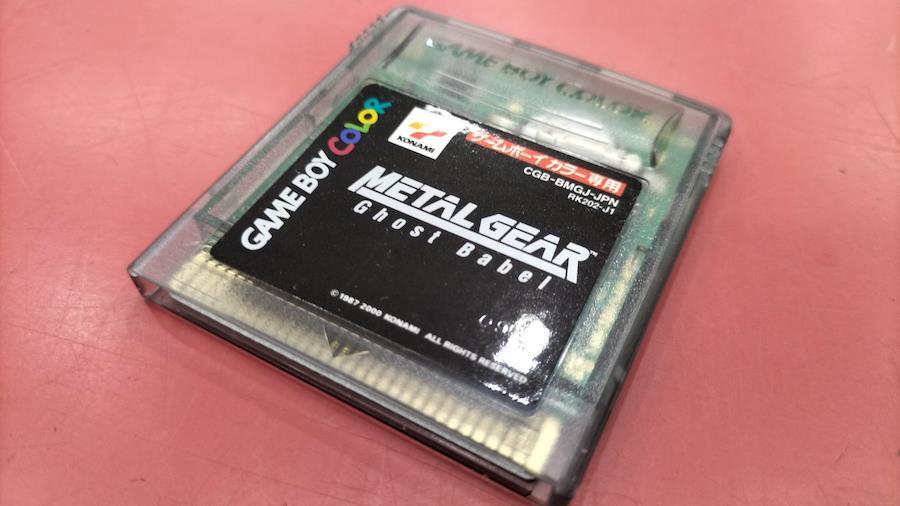 GAME BOY COLOR
GAME BOY COLOR
KONAMI
ゲームボーイカラー専用
CGB-BMGJ-JPN
RK202-J1
METAL GEAR™
Ghost Babel
©1987 2000 KONAMI ALL RIGHTS RESERVED